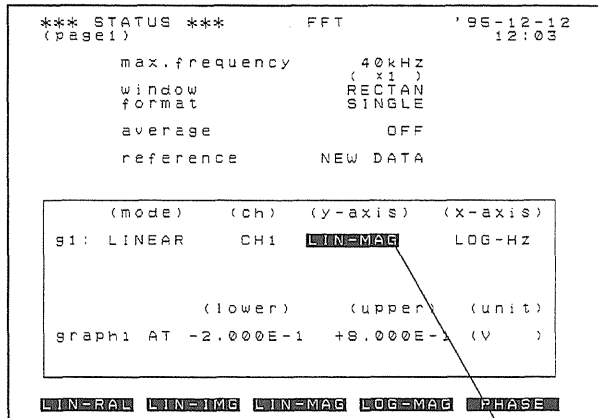 *** STATUS *** FFT '95-12-12
(page1) 12:03
max.frequency 40kHz
( x1 )
window RECTAN
format SINGLE
average OFF
reference NEW DATA
(mode) (ch) (y-axis) (x-axis)
g1: LINEAR CH1 LIN-MAG LOG-Hz
(lower) (upper) (unit)
graph1 AT -2.000E-1 +8.000E-1 (V )
LIN-RAL LIN-IMG LIN-MAG LOG-MAG PHASE